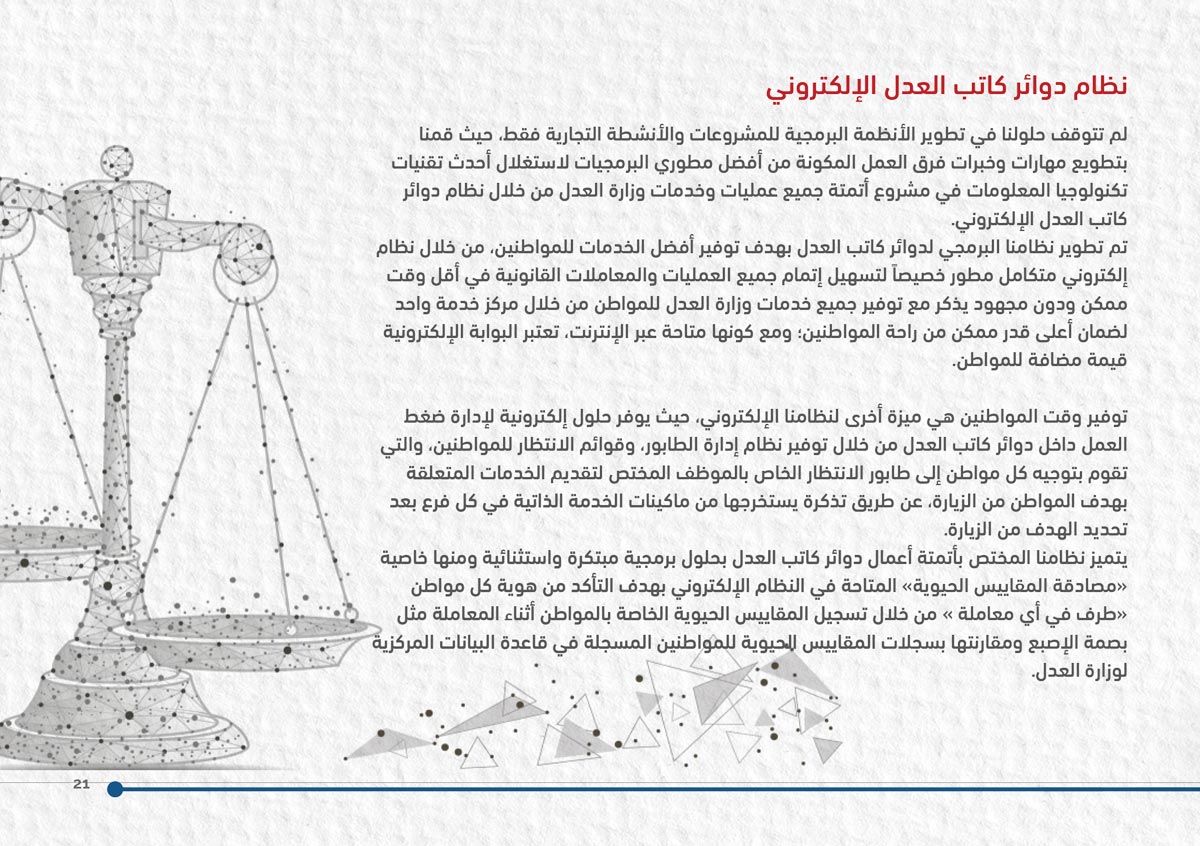 نظام دوائر كاتب العدل الإلكتروني
لم تتوقف حلولنا في تطوير الأنظمة البرمجية للمشروعات والأنشطة التجارية فقط، حيث قمنا
بتطويع مهارات وخبرات فرق العمل المكونة من أفضل مطوري البرمجيات لاستغلال أحدث تقنيات
تكنولوجيا المعلومات في مشروع أتمتة جميع عمليات وخدمات وزارة العدل من خلال نظام دوائر
كاتب العدل الإلكتروني.
تم تطوير نظامنا البرمجي لدوائر كاتب العدل بهدف توفير أفضل الخدمات للمواطنين، من خلال نظام
إلكتروني متكامل مطور خصيصاً لتسهيل إتمام جميع العمليات والمعاملات القانونية في أقل وقت
ممكن ودون مجهود يذكر مع توفير جميع خدمات وزارة العدل للمواطن من خلال مركز خدمة واحد
لضمان أعلى قدر ممكن من راحة المواطنين؛ ومع كونها متاحة عبر الإنترنت، تعتبر البوابة الإلكترونية
قيمة مضافة للمواطن.
توفير وقت المواطنين هي ميزة أخرى لنظامنا الإلكتروني، حيث يوفر حلول إلكترونية لإدارة ضغط
العمل داخل دوائر كاتب العدل من خلال توفير نظام إدارة الطابور، وقوائم الانتظار للمواطنين، والتي
تقوم بتوجيه كل مواطن إلى طابور الانتظار الخاص بالموظف المختص لتقديم الخدمات المتعلقة
بهدف المواطن من الزيارة، عن طريق تذكرة يستخرجها من ماكينات الخدمة الذاتية في كل فرع بعد
تحديد الهدف من الزيارة.
يتميز نظامنا المختص بأتمتة أعمال دوائر كاتب العدل بحلول برمجية مبتكرة واستثنائية ومنها خاصية
«مصادقة المقاييس الحيوية» المتاحة في النظام الإلكتروني بهدف التأكد من هوية كل مواطن
«طرف في أي معاملة » من خلال تسجيل المقاييس الحيوية الخاصة بالمواطن أثناء المعاملة مثل
بصمة الإصبع ومقارنتها بسجلات المقاييس الحيوية للمواطنين المسجلة في قاعدة البيانات المركزية
لوزارة العدل.
21